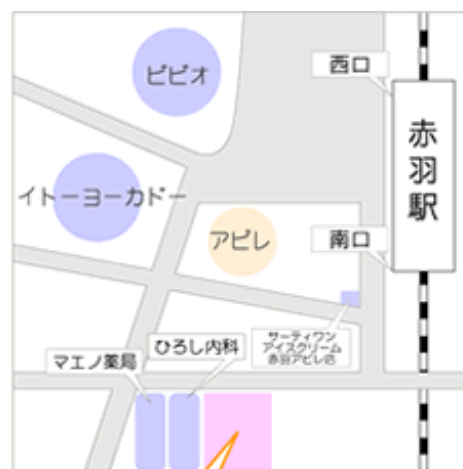 西口
ビビオ
赤羽駅
イトーヨーカドー
アピレ
南口
サーティワン
アイスクリーム
赤羽アピレ店
ひろし内科
マエノ薬局